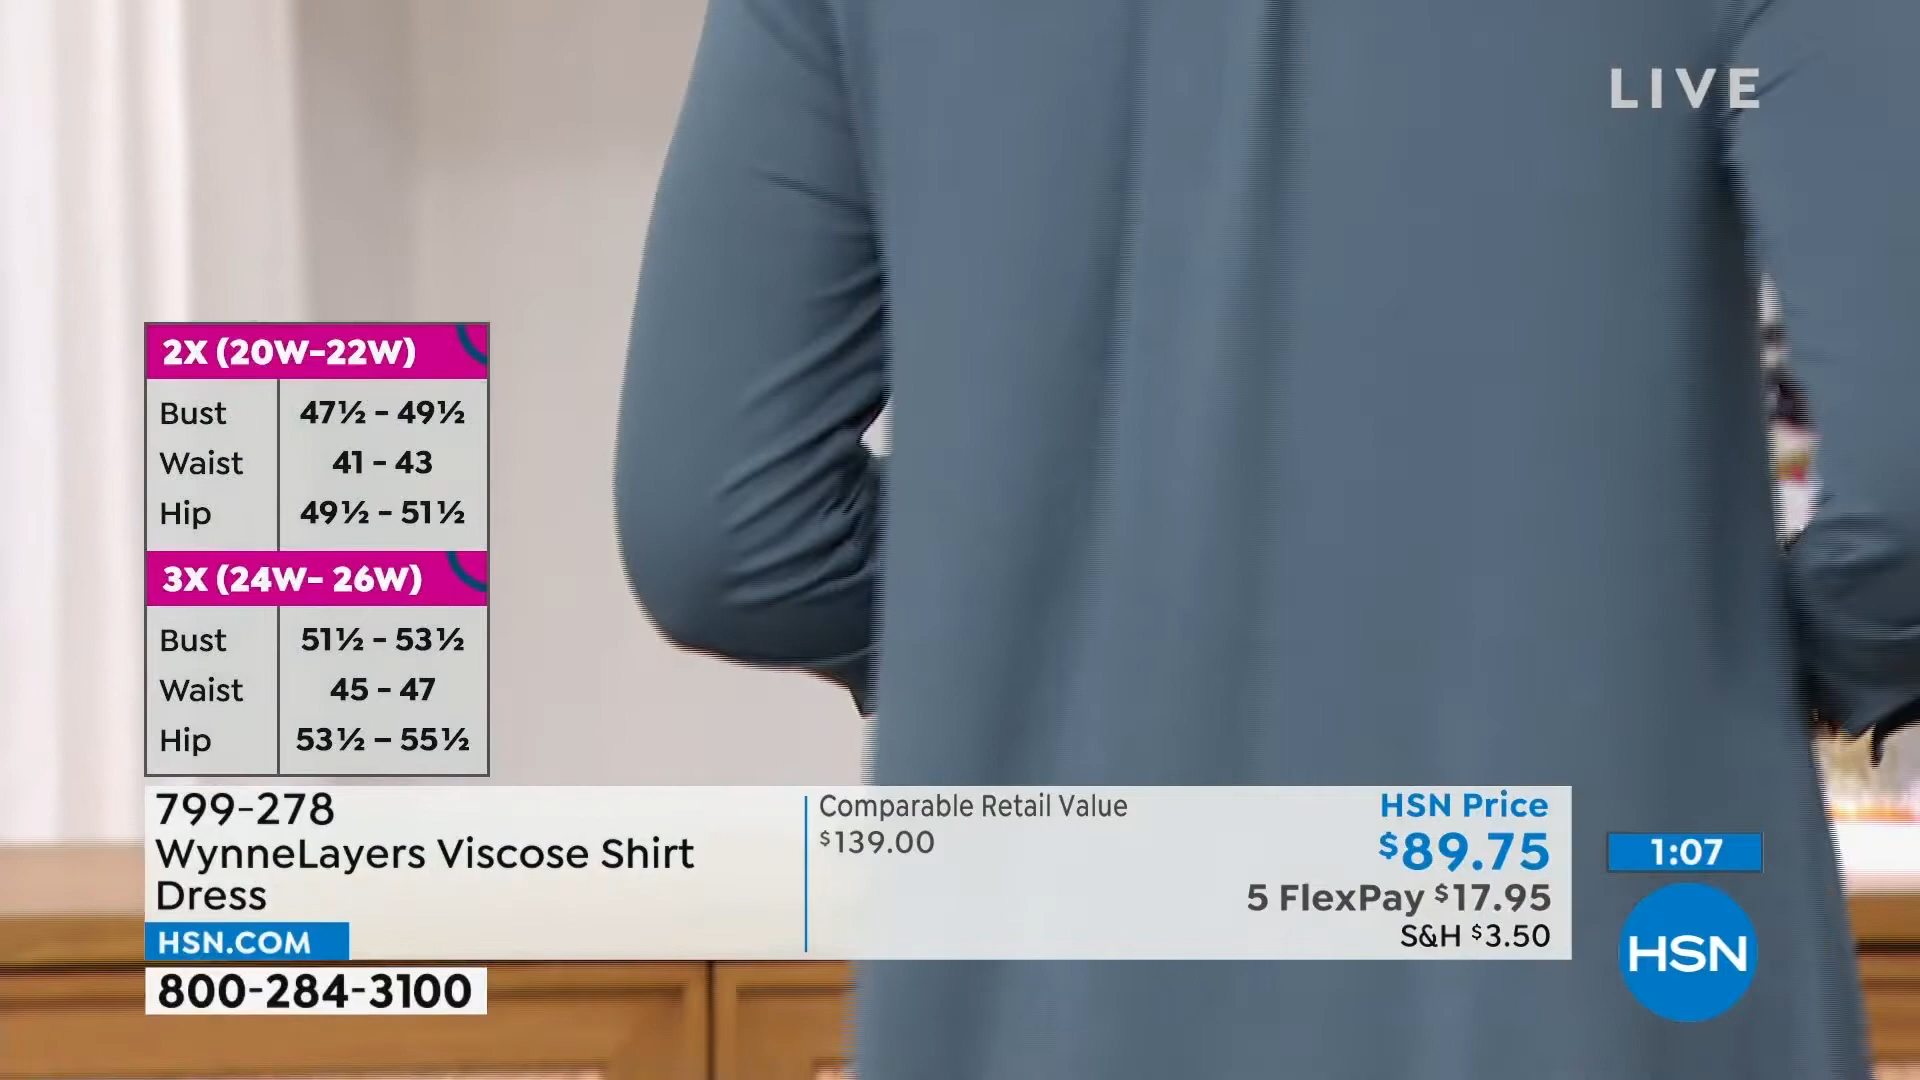 LIVE
2X (20W-22W)
Bust 47½ - 49½
Waist 41 - 43
Hip 49½ - 51½
3X (24W- 26W)
Bust 51½ - 53½
Waist 45 - 47
Hip 53½ - 55½
799-278
WynneLayers Viscose Shirt
Dress
HSN.COM
800-284-3100
Comparable Retail Value
$139.00
HSN Price
$89.75
5 FlexPay $17.95
S&H $3.50
1:07
HSN